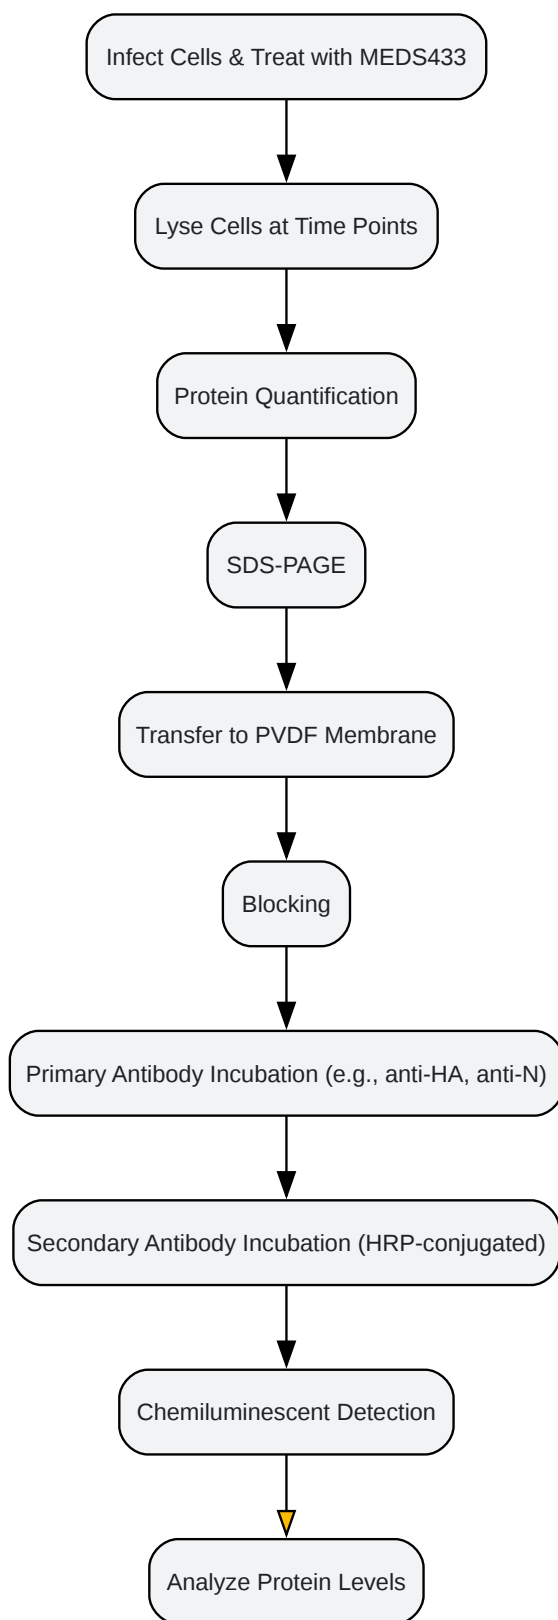 Infect Cells & Treat with MEDS433
Lyse Cells at Time Points
Protein Quantification
SDS-PAGE
Transfer to PVDF Membrane
Blocking
Primary Antibody Incubation (e.g., anti-HA, anti-N)
Secondary Antibody Incubation (HRP-conjugated)
Chemiluminescent Detection
Analyze Protein Levels